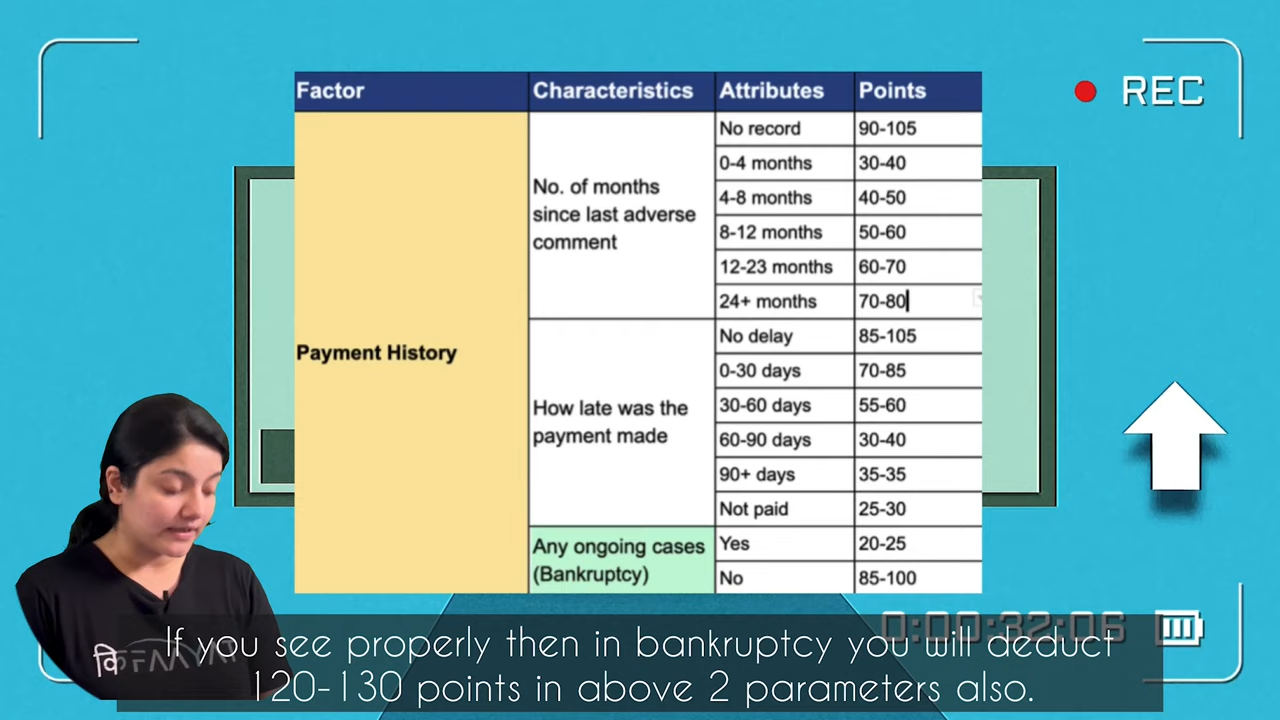 REC
Factor Characteristics Attributes Points
Payment History
No. of months
since last adverse
comment
No record 90-105
0-4 months 30-40
4-8 months 40-50
8-12 months 50-60
12-23 months 60-70
24+ months 70-80
How late was the
payment made
No delay 85-105
0-30 days 70-85
30-60 days 55-60
60-90 days 30-40
90+ days 35-35
Not paid 25-30
Any ongoing cases
(Bankruptcy)
Yes 20-25
No 85-100
0:00:32:06
If you see properly then in bankruptcy you will deduct
120-130 points in above 2 parameters also.